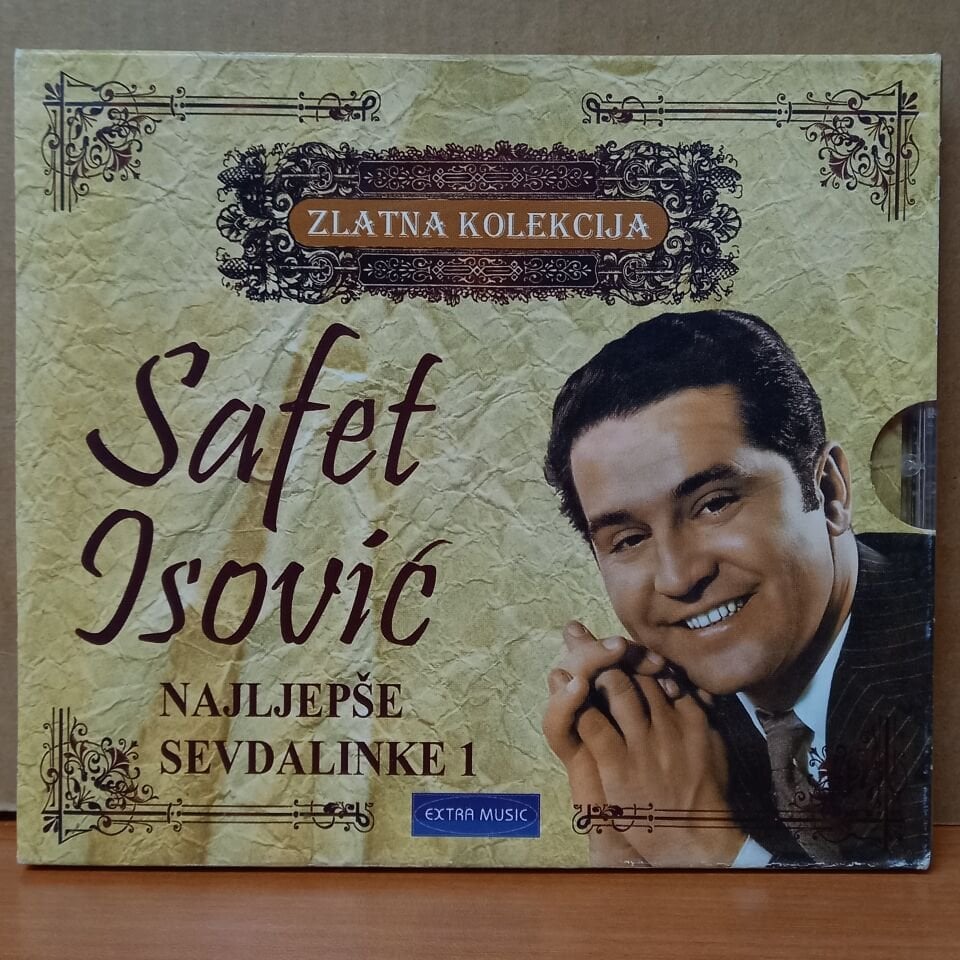 ZLATNA KOLEKCIJA
Safet
Isović
NAJLJEPŠE
SEVDALINKE 1
EXTRA MUSIC